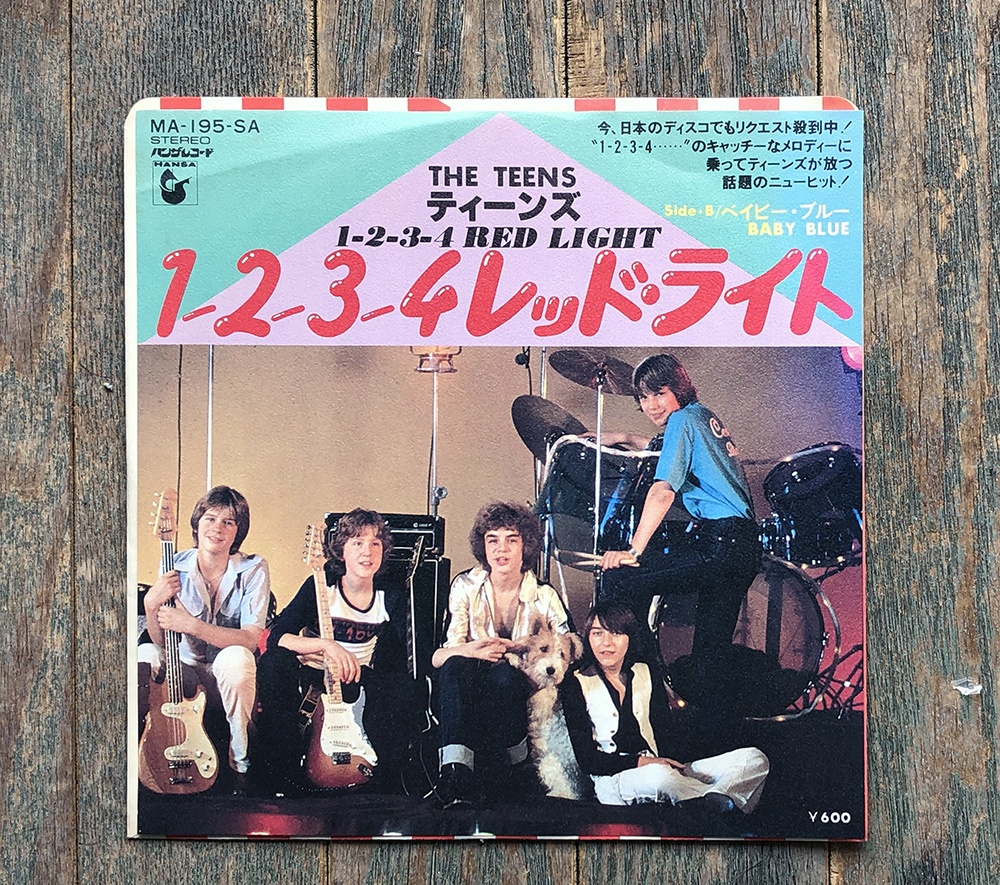 MA-195-SA
STEREO
ハンザレコード
HANSA
今、日本のディスコでもリクエスト殺到中!
“1-2-3-4……”のキャッチーなメロディーに
乗ってティーンズが放つ
話題のニューヒット!
Side・B/ベイビー・ブルー
BABY BLUE
THE TEENS
ティーンズ
1-2-3-4 RED LIGHT
1-2-3-4レッド・ライト
¥600